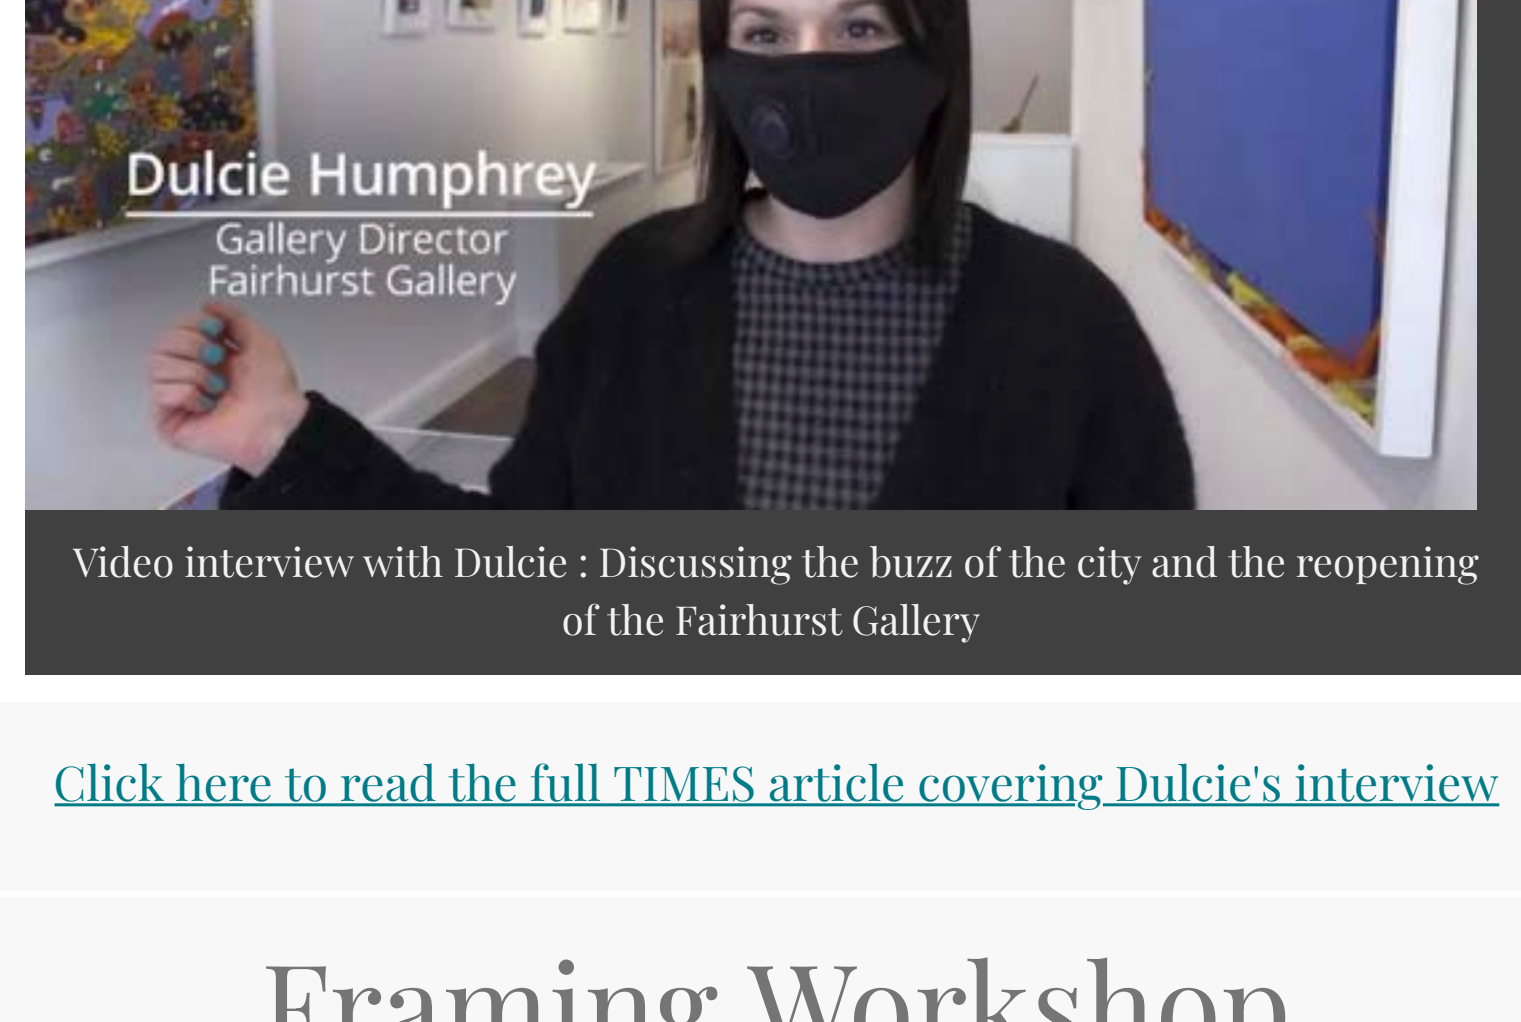 Dulcie Humphrey
Gallery Director
Fairhurst Gallery
Video interview with Dulcie : Discussing the buzz of the city and the reopening
of the Fairhurst Gallery
Click here to read the full TIMES article covering Dulcie's interview
Framing Workshop